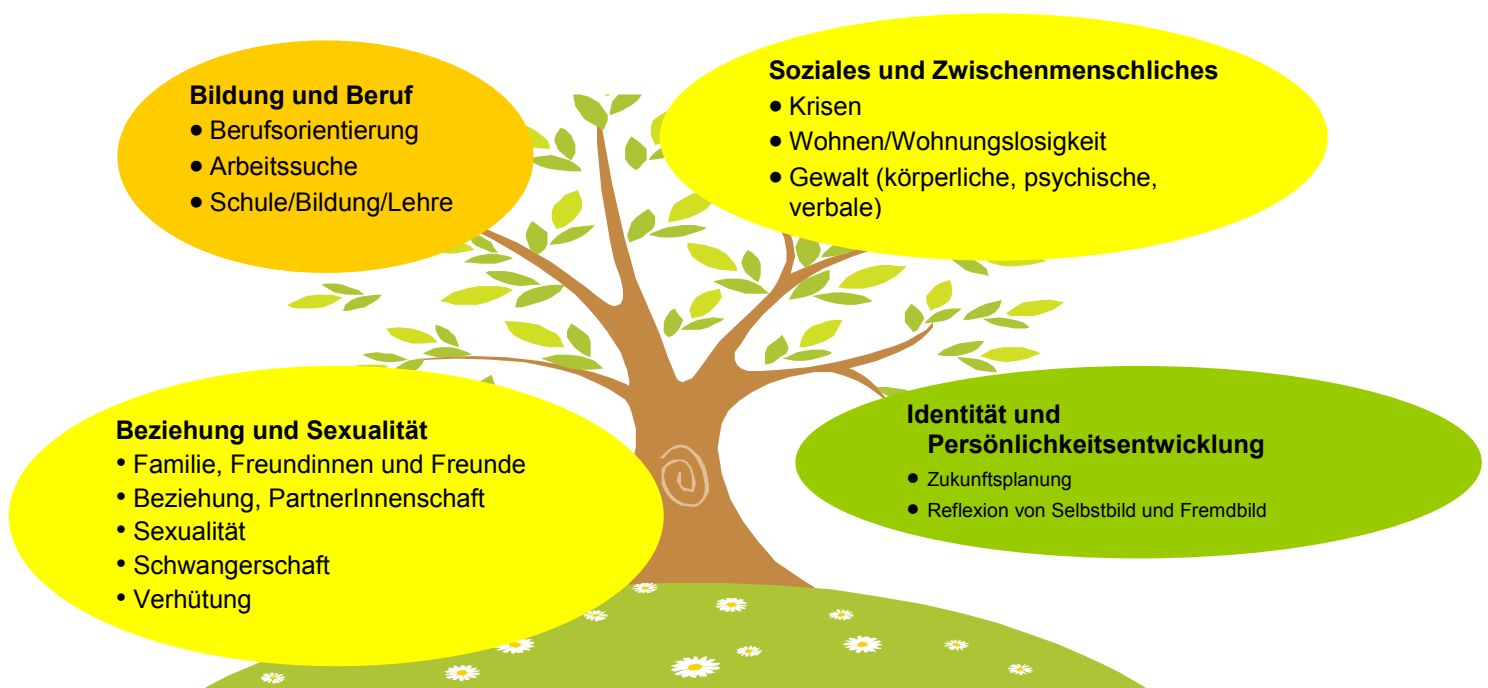 Bildung und Beruf
● Berufsorientierung
● Arbeitssuche
● Schule/Bildung/Lehre
Soziales und Zwischenmenschliches
● Krisen
● Wohnen/Wohnungslosigkeit
● Gewalt (körperliche, psychische,
verbale)
Beziehung und Sexualität
• Familie, Freundinnen und Freunde
• Beziehung, PartnerInnenschaft
• Sexualität
• Schwangerschaft
• Verhütung
Identität und
Persönlichkeitsentwicklung
● Zukunftsplanung
● Reflexion von Selbstbild und Fremdbild